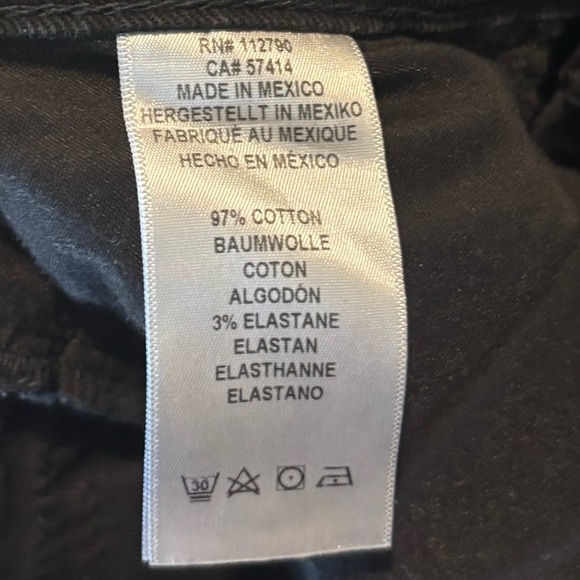 RN# 112790
CA# 57414
MADE IN MEXICO
HERGESTELLT IN MEXIKO
FABRIQUÉ AU MEXIQUE
HECHO EN MÉXICO
97% COTTON
BAUMWOLLE
COTON
ALGODÓN
3% ELASTANE
ELASTAN
ELASTHANNE
ELASTANO
30